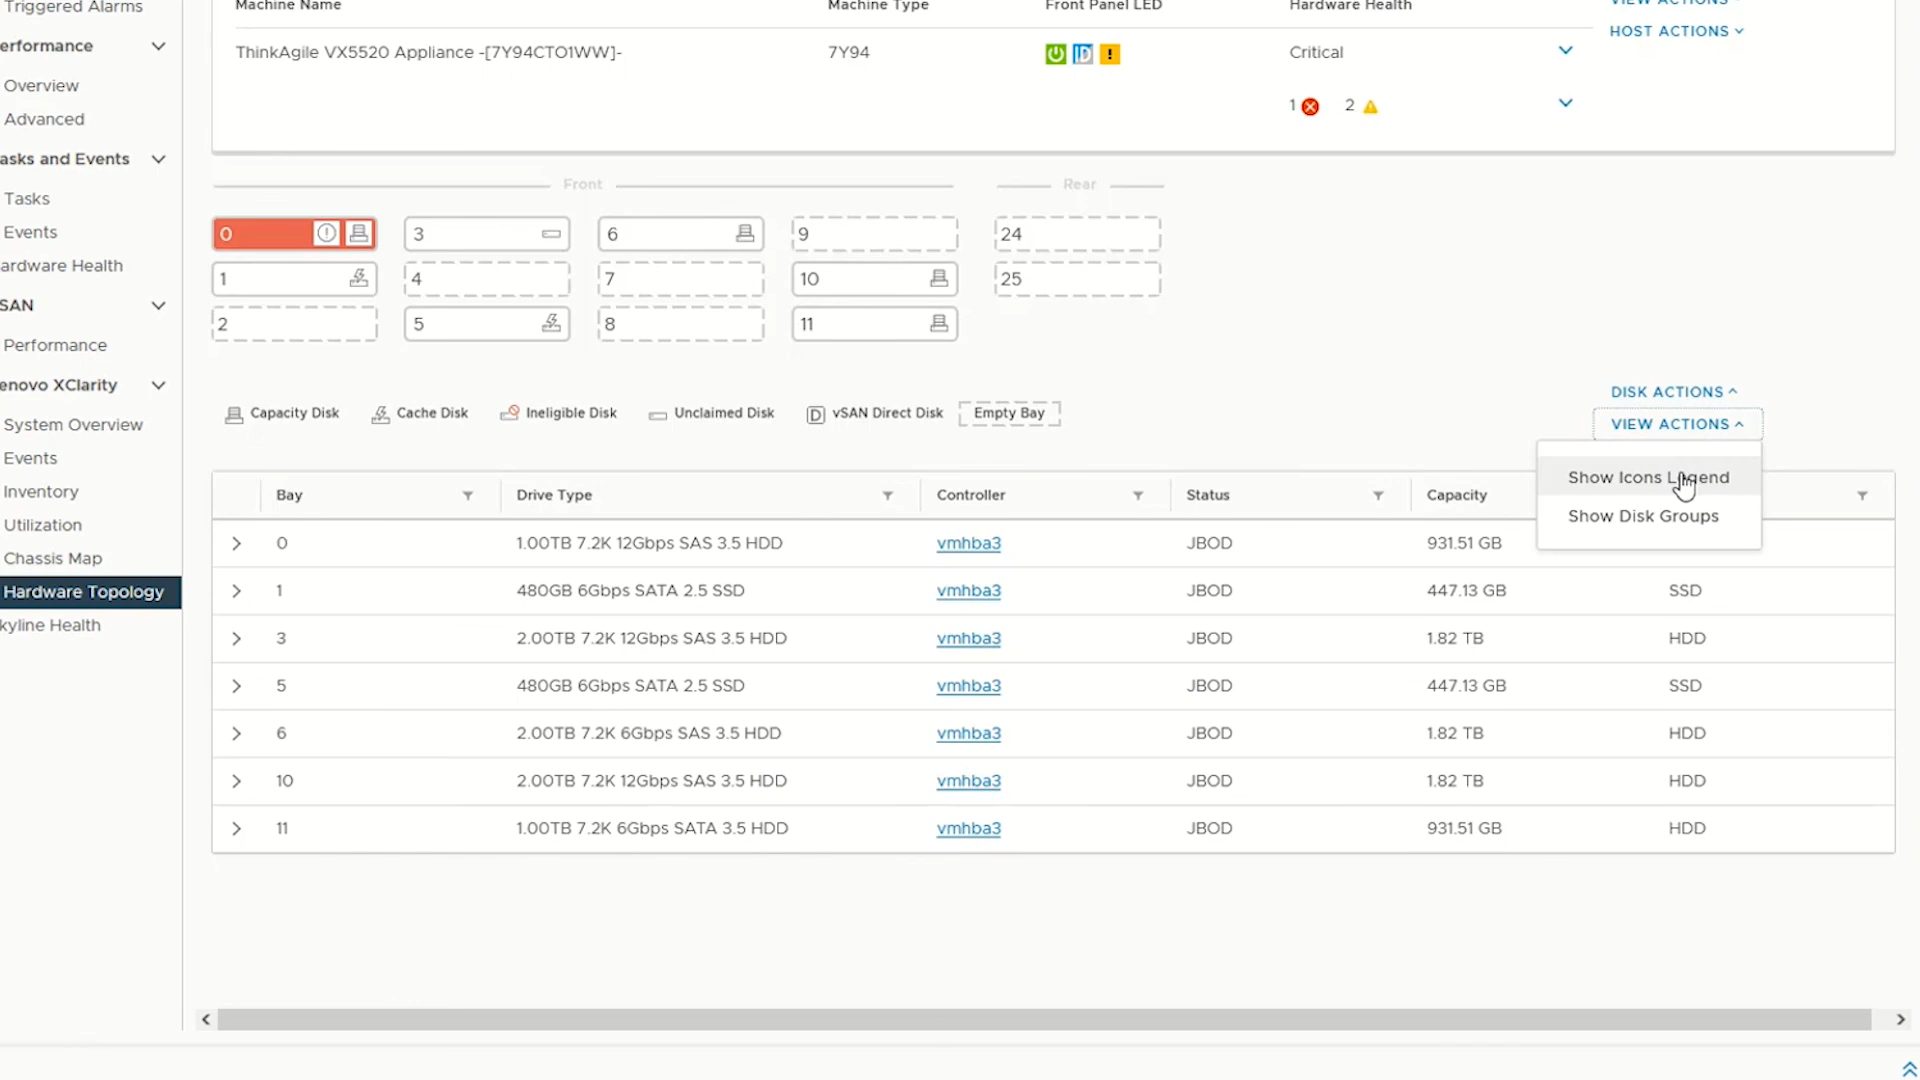 Triggered Alarms
erformance
Overview
Advanced
asks and Events
Tasks
Events
ardware Health
SAN
Performance
enovo XClarity
System Overview
Events
Inventory
Utilization
Chassis Map
Hardware Topology
kyline Health
Machine Name Machine Type Front Panel LED Hardware Health
VIEW ACTIONS
HOST ACTIONS
ThinkAgile VX5520 Appliance -[7Y94CTO1WW]- 7Y94 Critical
1 2
Front Rear
0 3 6 9 24
1 4 7 10 25
2 5 8 11
DISK ACTIONS
Capacity Disk Cache Disk Ineligible Disk Unclaimed Disk D vSAN Direct Disk Empty Bay
VIEW ACTIONS
Show Icons Legend
Show Disk Groups
Bay Drive Type Controller Status Capacity
0 1.00TB 7.2K 12Gbps SAS 3.5 HDD vmhba3 JBOD 931.51 GB
1 480GB 6Gbps SATA 2.5 SSD vmhba3 JBOD 447.13 GB SSD
3 2.00TB 7.2K 12Gbps SAS 3.5 HDD vmhba3 JBOD 1.82 TB HDD
5 480GB 6Gbps SATA 2.5 SSD vmhba3 JBOD 447.13 GB SSD
6 2.00TB 7.2K 6Gbps SAS 3.5 HDD vmhba3 JBOD 1.82 TB HDD
10 2.00TB 7.2K 12Gbps SAS 3.5 HDD vmhba3 JBOD 1.82 TB HDD
11 1.00TB 7.2K 6Gbps SATA 3.5 HDD vmhba3 JBOD 931.51 GB HDD